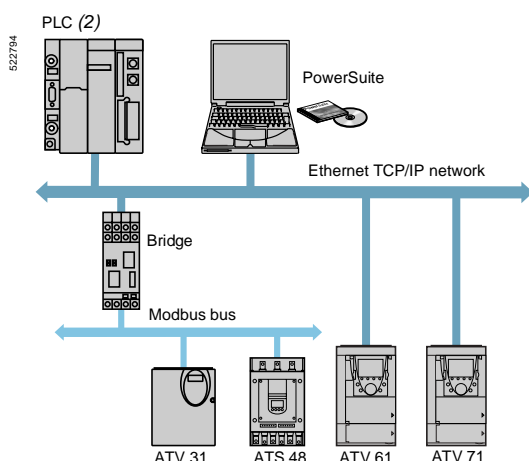 PLC (2)
522794
PowerSuite
Ethernet TCP/IP network
Bridge
Modbus bus
ATV 31
ATS 48
ATV 61
ATV 71